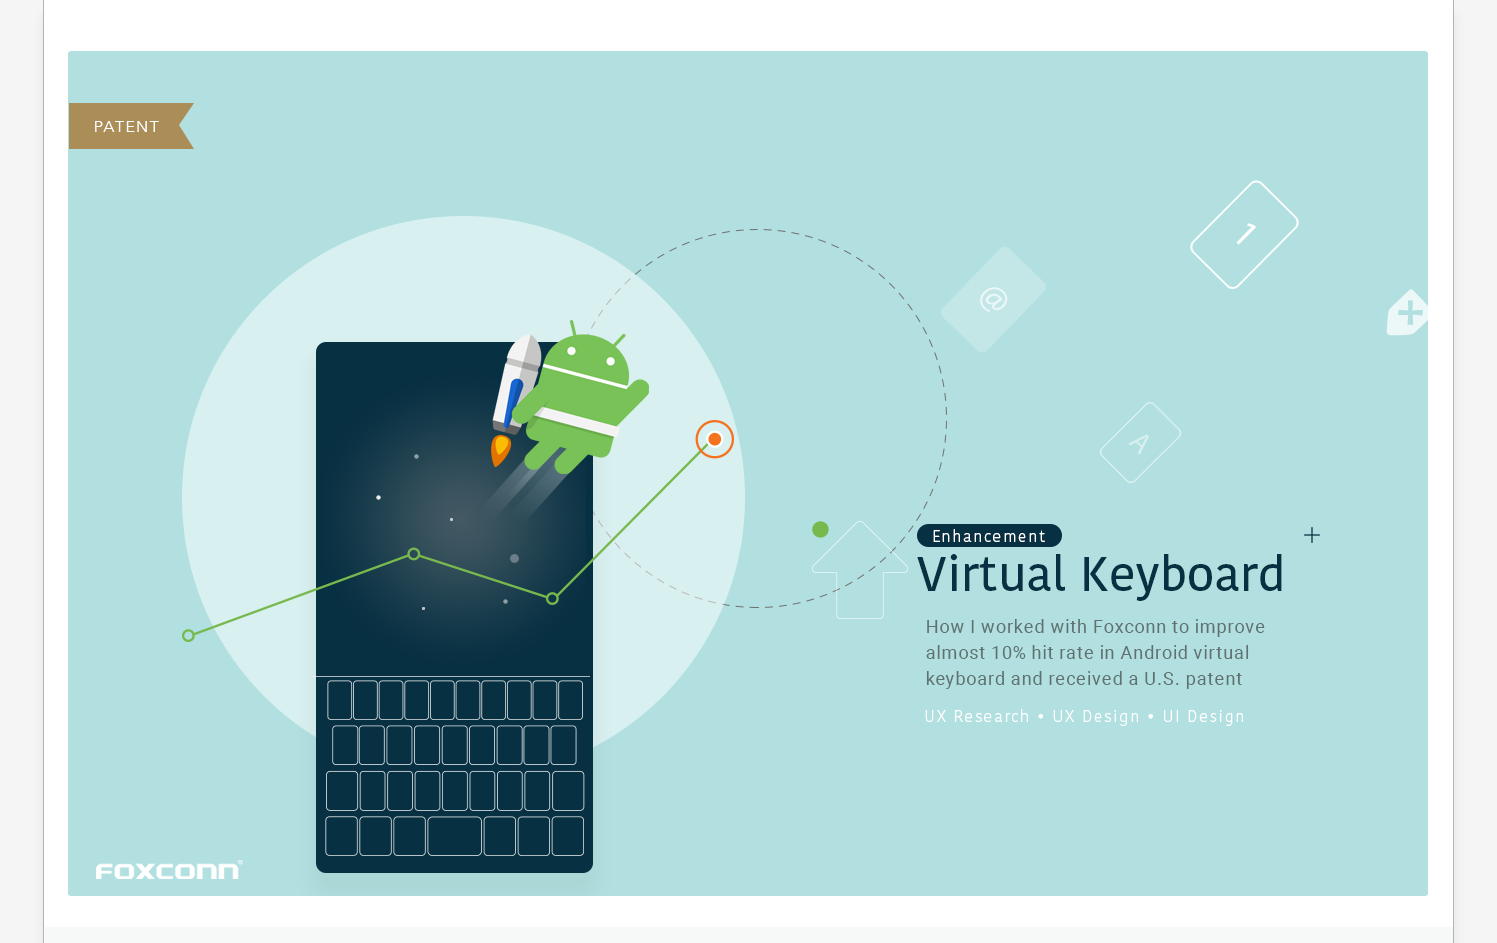 PATENT
1
@
A
Enhancement
Virtual Keyboard
How I worked with Foxconn to improve
almost 10% hit rate in Android virtual
keyboard and received a U.S. patent
UX Research • UX Design • UI Design
FOXCONN®